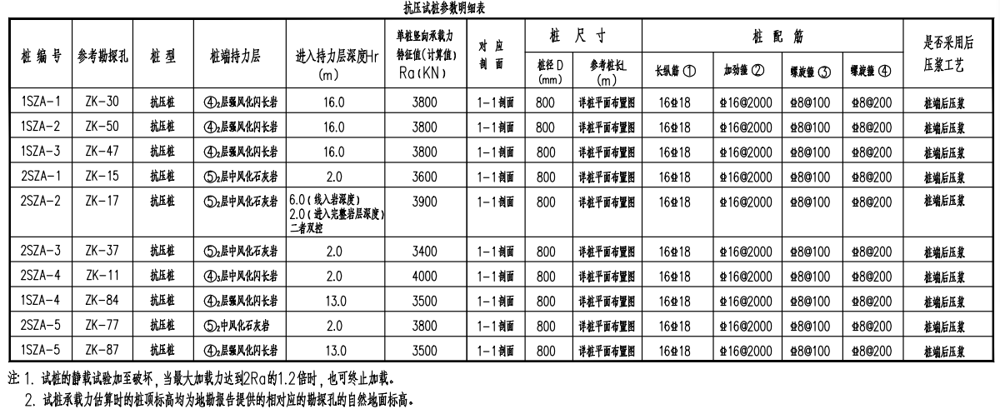 抗压试桩参数明细表
桩 编 号 参考勘探孔 桩 型 桩端持力层 进入持力层深度Hr (m) 单桩竖向承载力特征值(计算值) Ra(KN) 对 应 剖 面 桩 尺 寸 桩 配 筋 是否采用后压浆工艺
桩径 D (mm) 参考桩长L (m) 长纵筋 ① 加劲箍 ② 螺旋箍 ③ 螺旋箍 ④
1SZA-1 ZK-30 抗压桩 ④₂层强风化闪长岩 16.0 3800 1-1剖面 800 详桩平面布置图 16Φ18 Φ16@2000 Φ8@100 Φ8@200 桩端后压浆
1SZA-2 ZK-50 抗压桩 ④₂层强风化闪长岩 16.0 3800 1-1剖面 800 详桩平面布置图 16Φ18 Φ16@2000 Φ8@100 Φ8@200 桩端后压浆
1SZA-3 ZK-47 抗压桩 ④₂层强风化闪长岩 16.0 3800 1-1剖面 800 详桩平面布置图 16Φ18 Φ16@2000 Φ8@100 Φ8@200 桩端后压浆
2SZA-1 ZK-15 抗压桩 ⑤₂层中风化石灰岩 2.0 3600 1-1剖面 800 详桩平面布置图 16Φ18 Φ16@2000 Φ8@100 Φ8@200 桩端后压浆
2SZA-2 ZK-17 抗压桩 ⑤₂层中风化石灰岩 6.0(线入岩深度) 2.0(进入完整岩层深度) 二者双控 3900 1-1剖面 800 详桩平面布置图 16Φ18 Φ16@2000 Φ8@100 Φ8@200 桩端后压浆
2SZA-3 ZK-37 抗压桩 ⑤₂层中风化石灰岩 2.0 3400 1-1剖面 800 详桩平面布置图 16Φ18 Φ16@2000 Φ8@100 Φ8@200 桩端后压浆
2SZA-4 ZK-11 抗压桩 ④₃层中风化闪长岩 2.0 4000 1-1剖面 800 详桩平面布置图 16Φ18 Φ16@2000 Φ8@100 Φ8@200 桩端后压浆
1SZA-4 ZK-84 抗压桩 ④₂层强风化闪长岩 13.0 3500 1-1剖面 800 详桩平面布置图 16Φ18 Φ16@2000 Φ8@100 Φ8@200 桩端后压浆
2SZA-5 ZK-77 抗压桩 ⑤₂中风化石灰岩 2.0 3800 1-1剖面 800 详桩平面布置图 16Φ18 Φ16@2000 Φ8@100 Φ8@200 桩端后压浆
1SZA-5 ZK-87 抗压桩 ④₂层强风化闪长岩 13.0 3500 1-1剖面 800 详桩平面布置图 16Φ18 Φ16@2000 Φ8@100 Φ8@200 桩端后压浆
注: 1. 试桩的静载试验加至破坏, 当最大加载力达到2Ra的1.2倍时, 也可终止加载。
2. 试桩承载力估算时的桩顶标高均为地勘报告提供的相对应的勘探孔的自然地面标高。